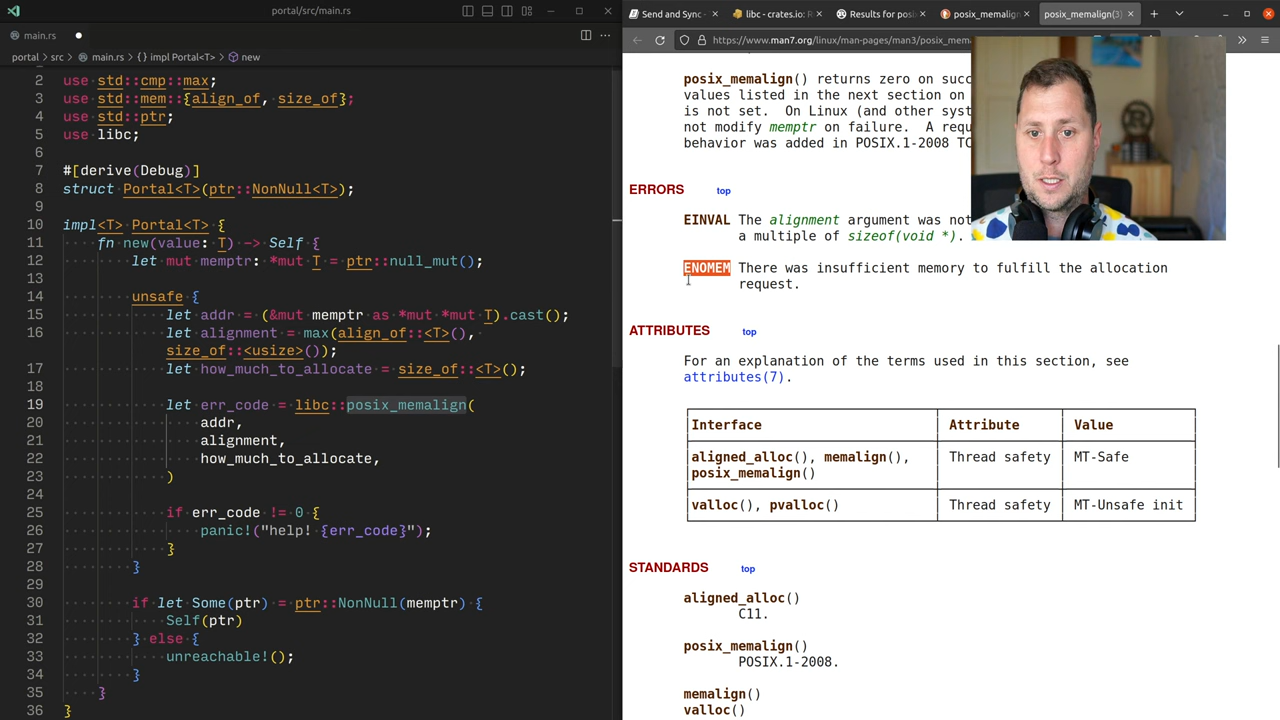 portal/src/main.rs
main.rs
portal > src > main.rs > {} impl Portal<T> > new
2 use std::cmp::max;
3 use std::mem::{align_of, size_of};
4 use std::ptr;
5 use libc;
6
7 #[derive(Debug)]
8 struct Portal<T>(ptr::NonNull<T>);
9
10 impl<T> Portal<T> {
11 fn new(value: T) -> Self {
12 let mut memptr: *mut T = ptr::null_mut();
13
14 unsafe {
15 let addr = (&mut memptr as *mut *mut T).cast();
16 let alignment = max(align_of::<T>(),
size_of::<usize>());
17 let how_much_to_allocate = size_of::<T>();
18
19 let err_code = libc::posix_memalign(
20 addr,
21 alignment,
22 how_much_to_allocate,
23 )
24
25 if err_code != 0 {
26 panic!("help! {err_code}");
27 }
28 }
29
30 if let Some(ptr) = ptr::NonNull(memptr) {
31 Self(ptr)
32 } else {
33 unreachable!();
34 }
35 }
36 }
Send and Sync -
libc - crates.io: R
Results for posi
posix_memalign
posix_memalign(3)
https://www.man7.org/linux/man-pages/man3/posix_mem
posix_memalign() returns zero on succ
values listed in the next section on
is not set. On Linux (and other syst
not modify memptr on failure. A requ
behavior was added in POSIX.1-2008 TC
ERRORS top
EINVAL The alignment argument was not
a multiple of sizeof(void *).
ENOMEM There was insufficient memory to fulfill the allocation
request.
ATTRIBUTES top
For an explanation of the terms used in this section, see
attributes(7).
Interface Attribute Value
aligned_alloc(), memalign(), Thread safety MT-Safe
posix_memalign()
valloc(), pvalloc() Thread safety MT-Unsafe init
STANDARDS top
aligned_alloc()
C11.
posix_memalign()
POSIX.1-2008.
memalign()
valloc()